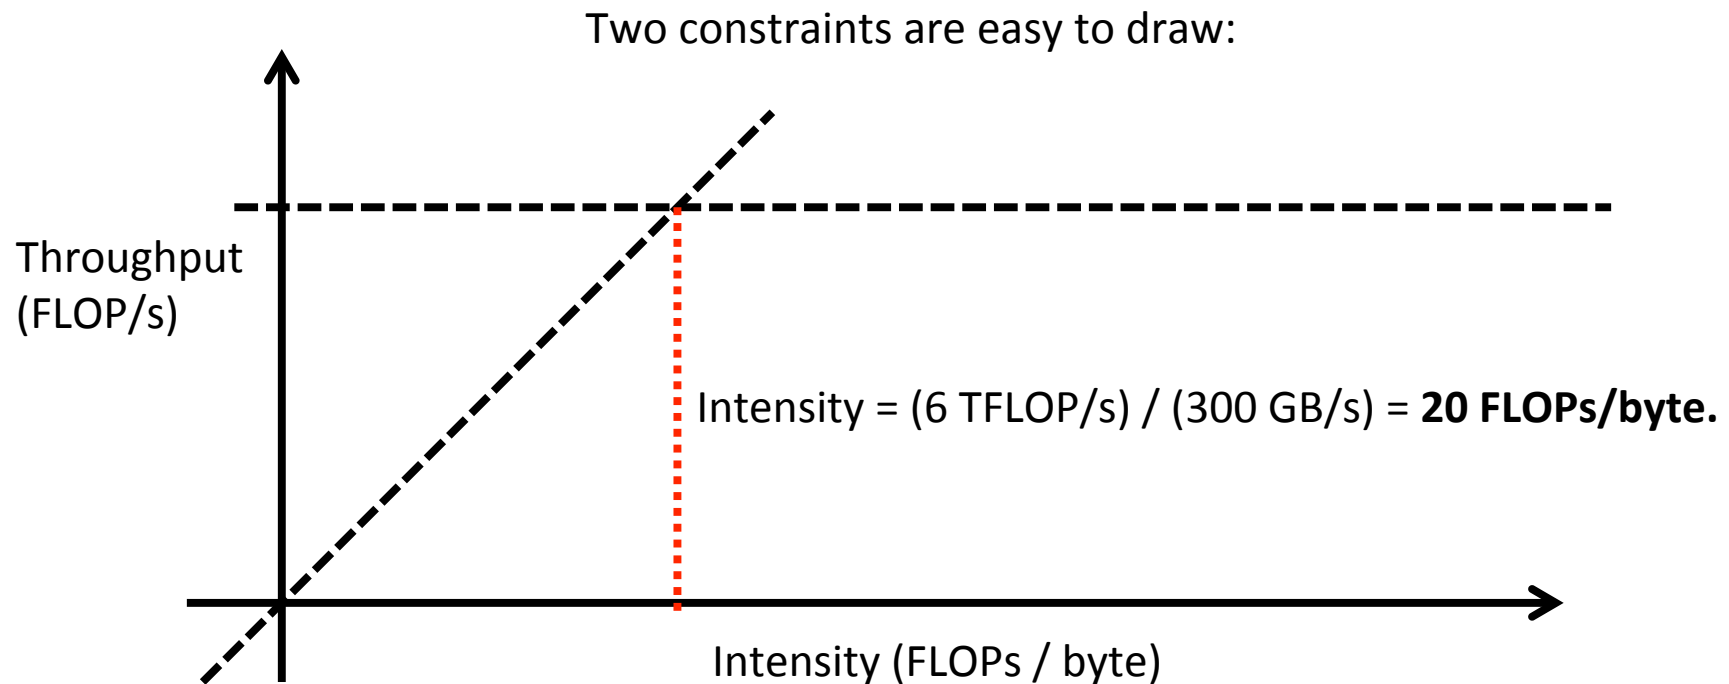 Two constraints are easy to draw:
Throughput
(FLOP/s)
Intensity = (6 TFLOP/s) / (300 GB/s) = 20 FLOPs/byte.
Intensity (FLOPs / byte)